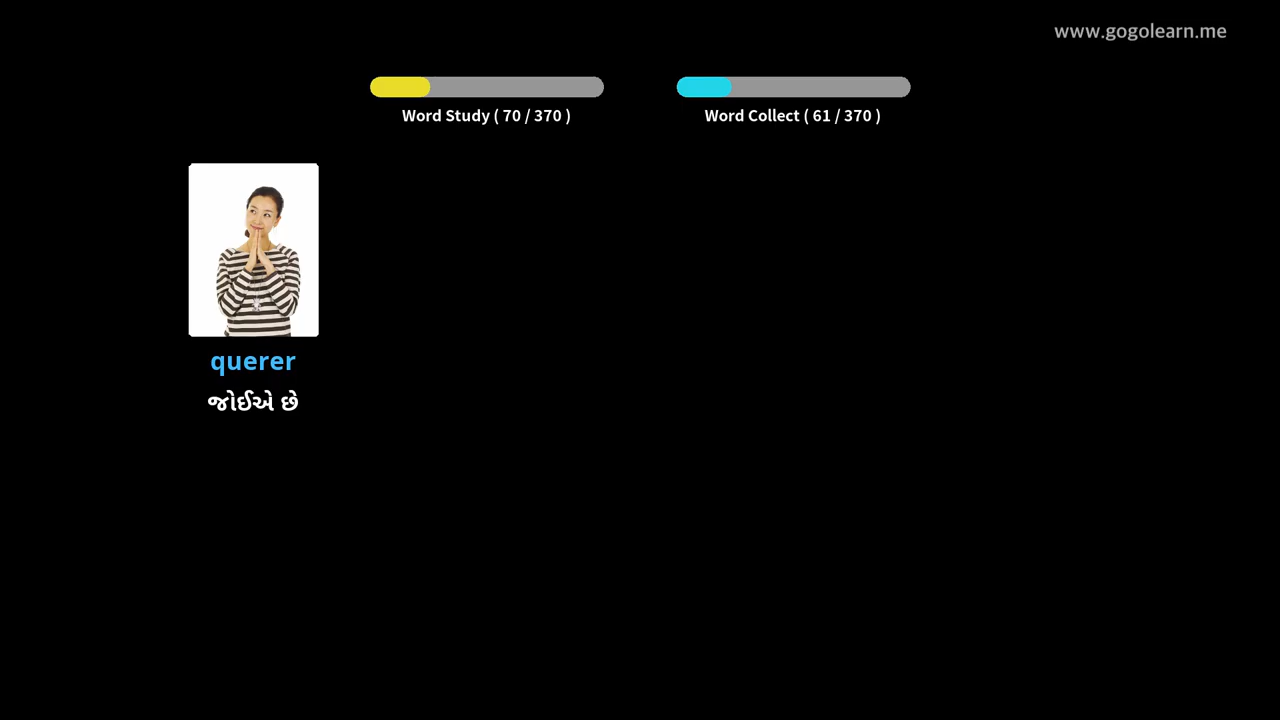 www.gogolearn.me
Word Study ( 70 / 370 )
Word Collect ( 61 / 370 )
querer
જોઈએ છે